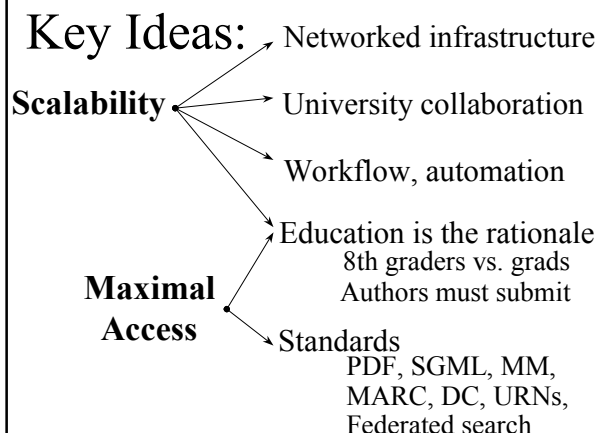 Key Ideas:
Networked infrastructure
Scalability
University collaboration
Workflow, automation
Education is the rationale
8th graders vs. grads
Authors must submit
Maximal
Access
Standards
PDF, SGML, MM,
MARC, DC, URNs,
Federated search